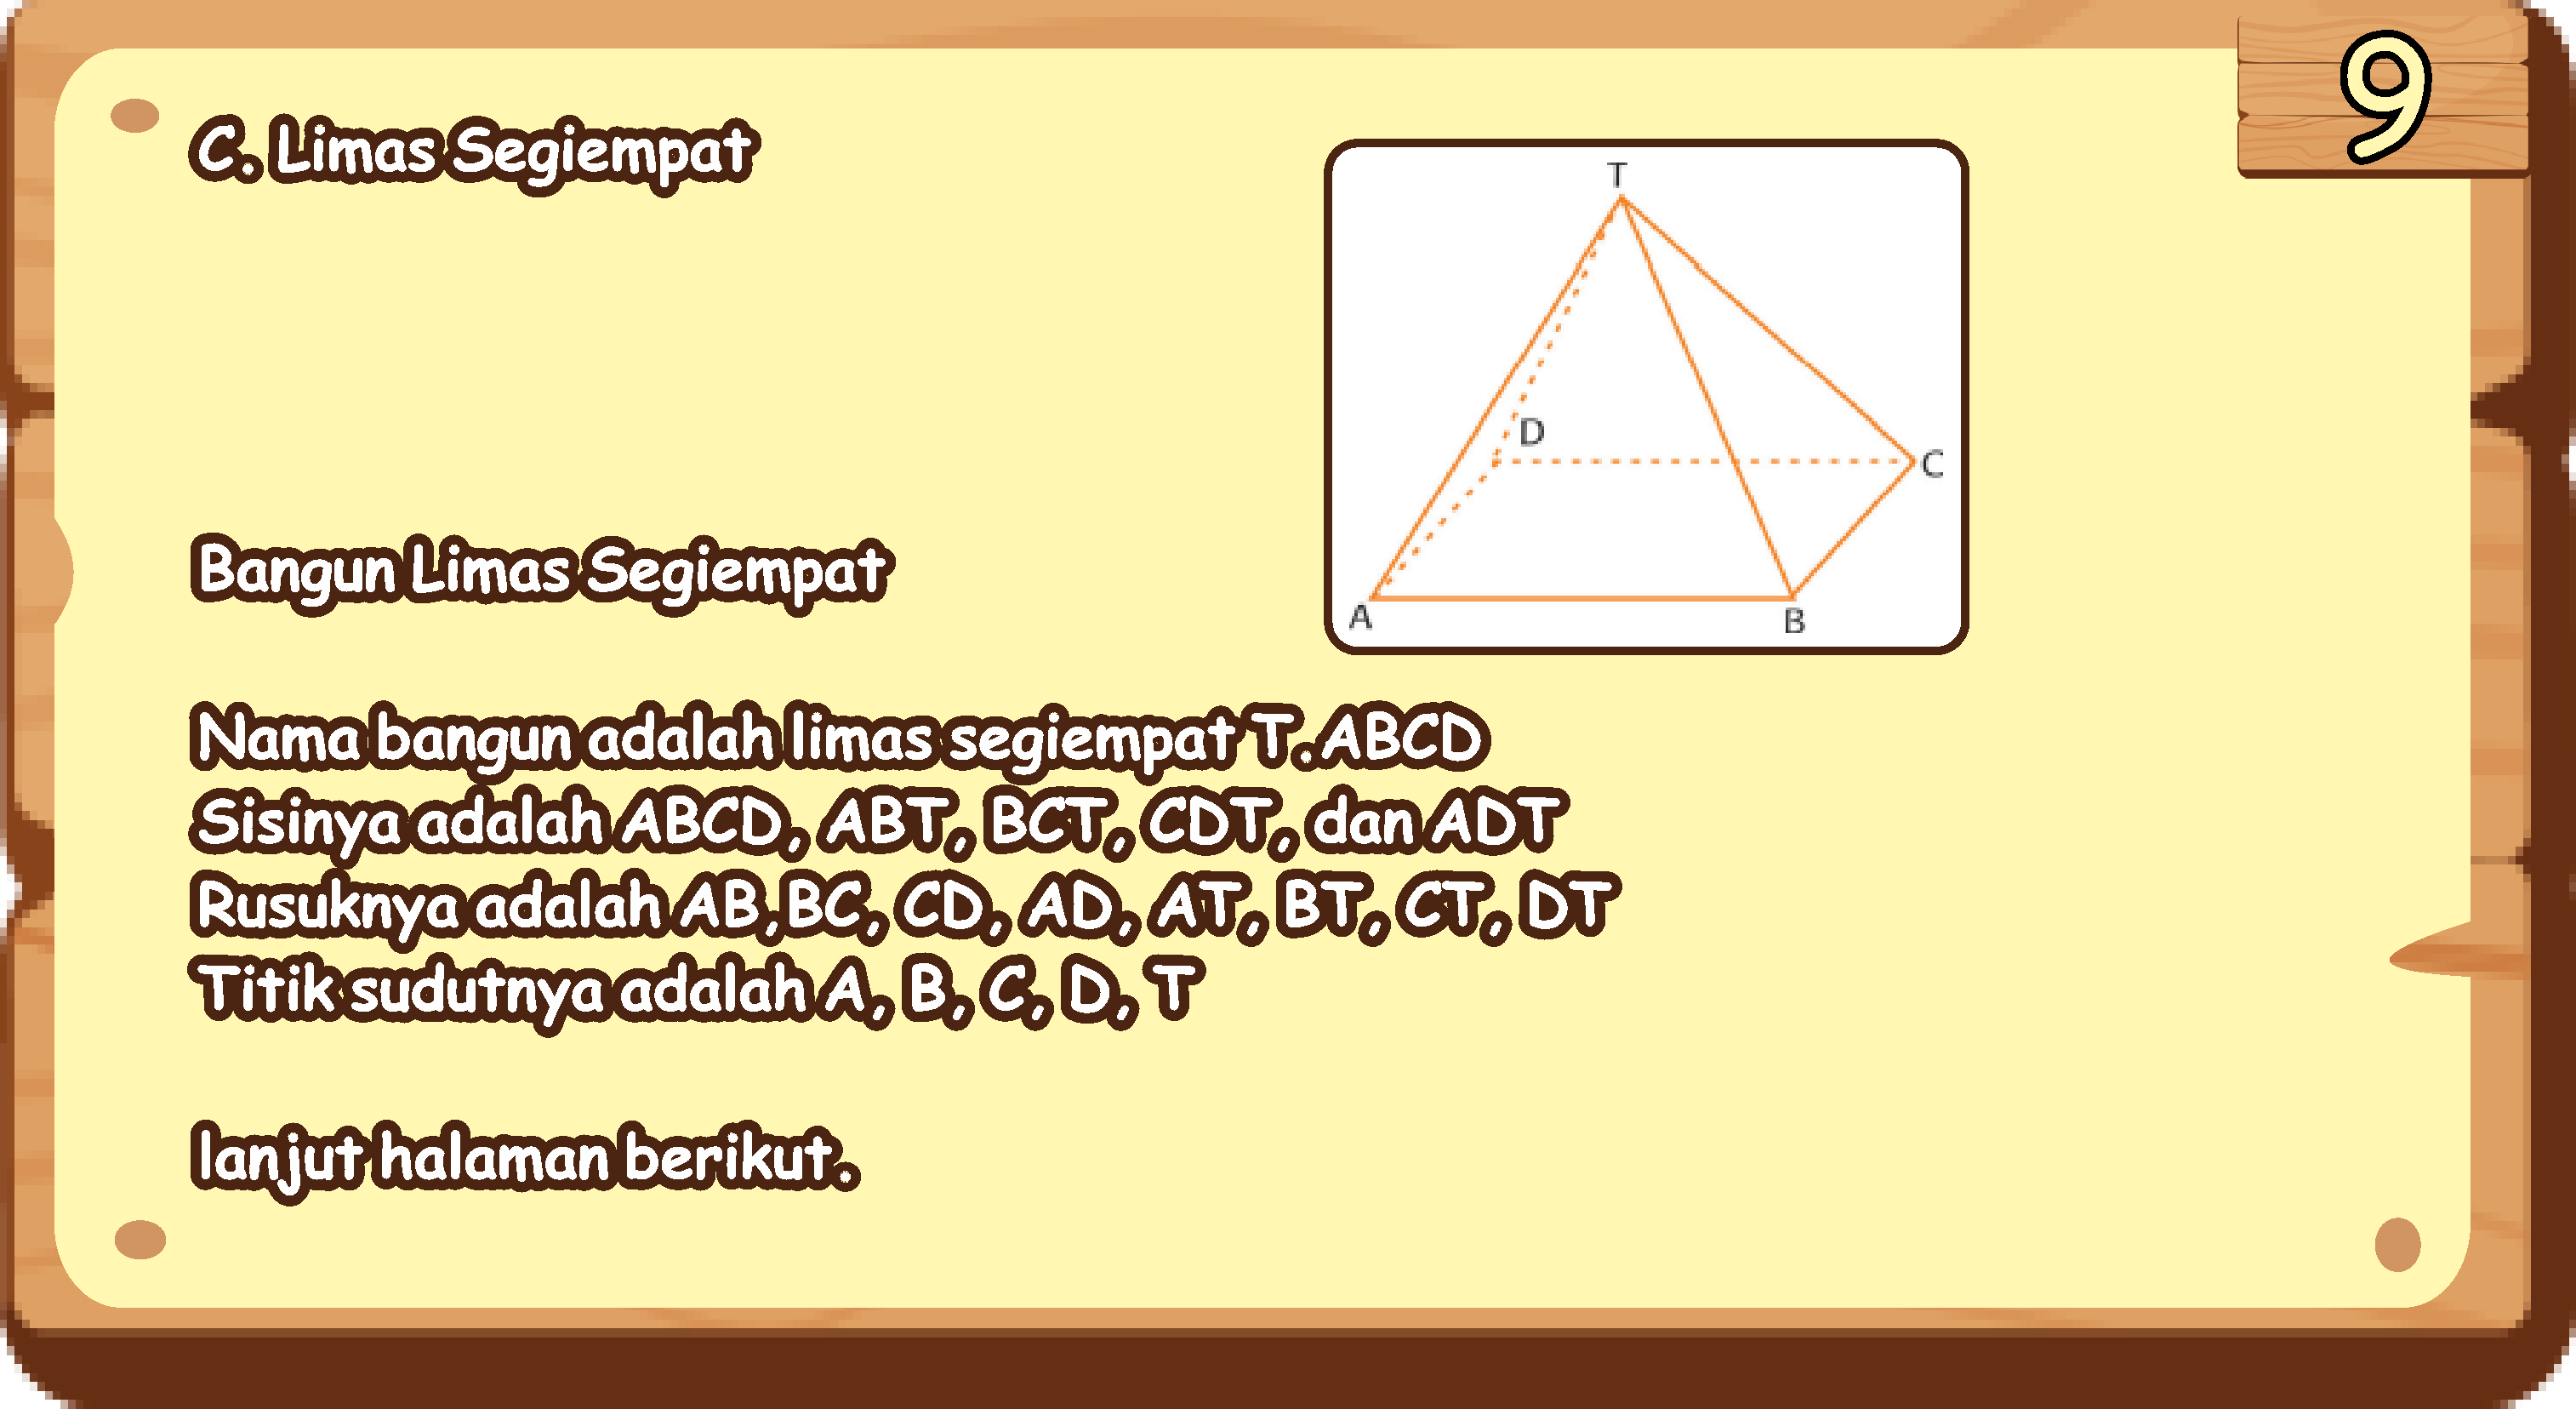 9
C. Limas Segiempat
T
D
C
A
B
Bangun Limas Segiempat
Nama bangun adalah limas segiempat T.ABCD
Sisinya adalah ABCD, ABT, BCT, CDT, dan ADT
Rusuknya adalah AB,BC, CD, AD, AT, BT, CT, DT
Titik sudutnya adalah A, B, C, D, T
lanjut halaman berikut.